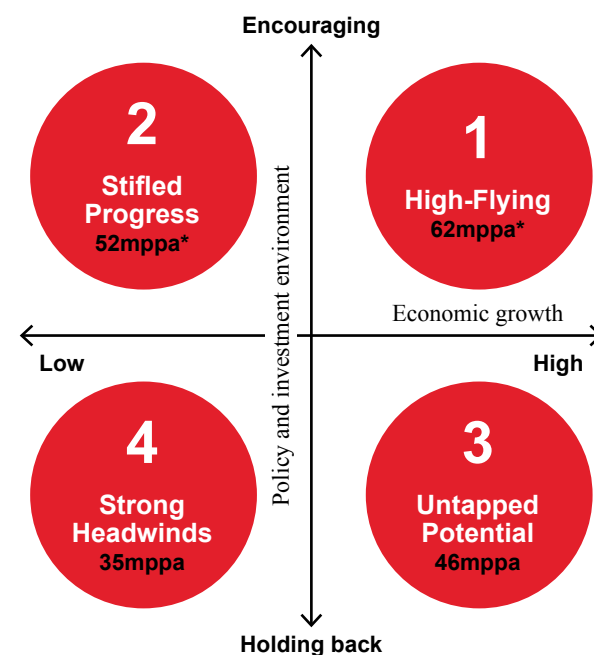 Encouraging
2
Stifled
Progress
52mppa*
1
High-Flying
62mppa*
Policy and investment environment
Economic growth
Low
High
4
Strong
Headwinds
35mppa
3
Untapped
Potential
46mppa
Holding back